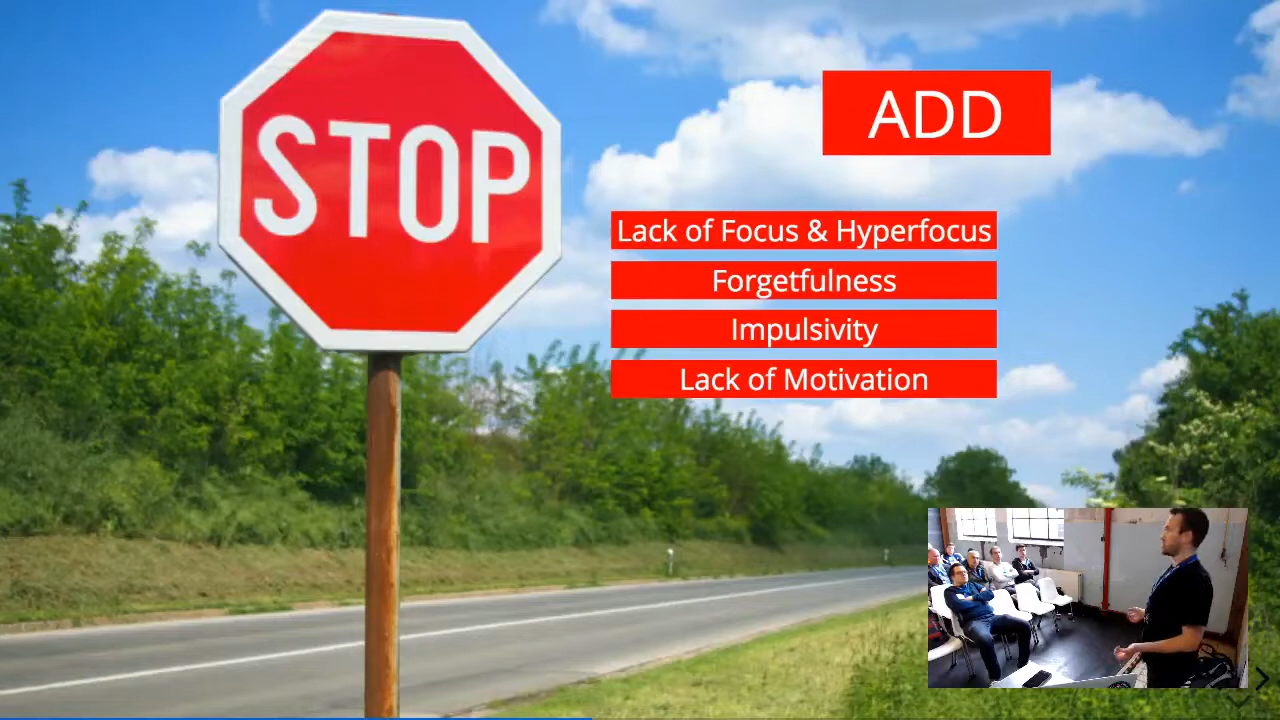 STOP
ADD
Lack of Focus & Hyperfocus
Forgetfulness
Impulsivity
Lack of Motivation